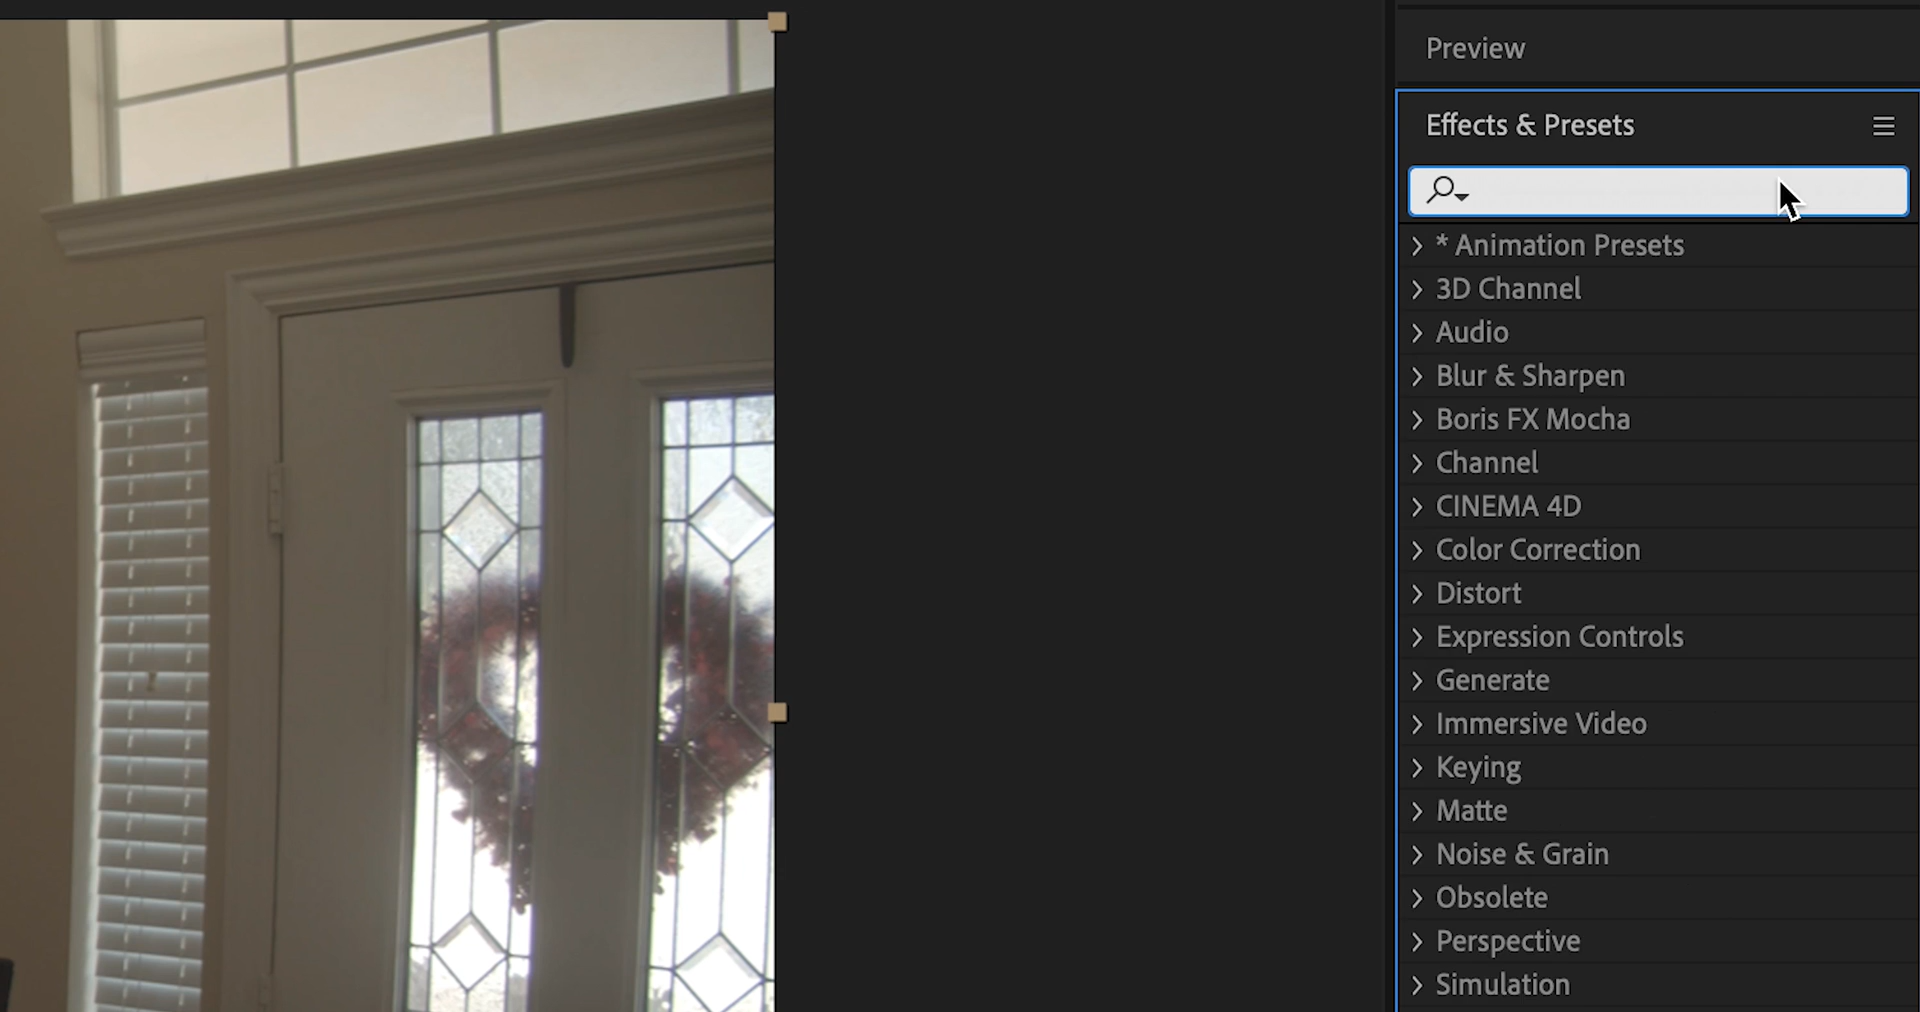 Preview
Effects & Presets
* Animation Presets
3D Channel
Audio
Blur & Sharpen
Boris FX Mocha
Channel
CINEMA 4D
Color Correction
Distort
Expression Controls
Generate
Immersive Video
Keying
Matte
Noise & Grain
Obsolete
Perspective
Simulation